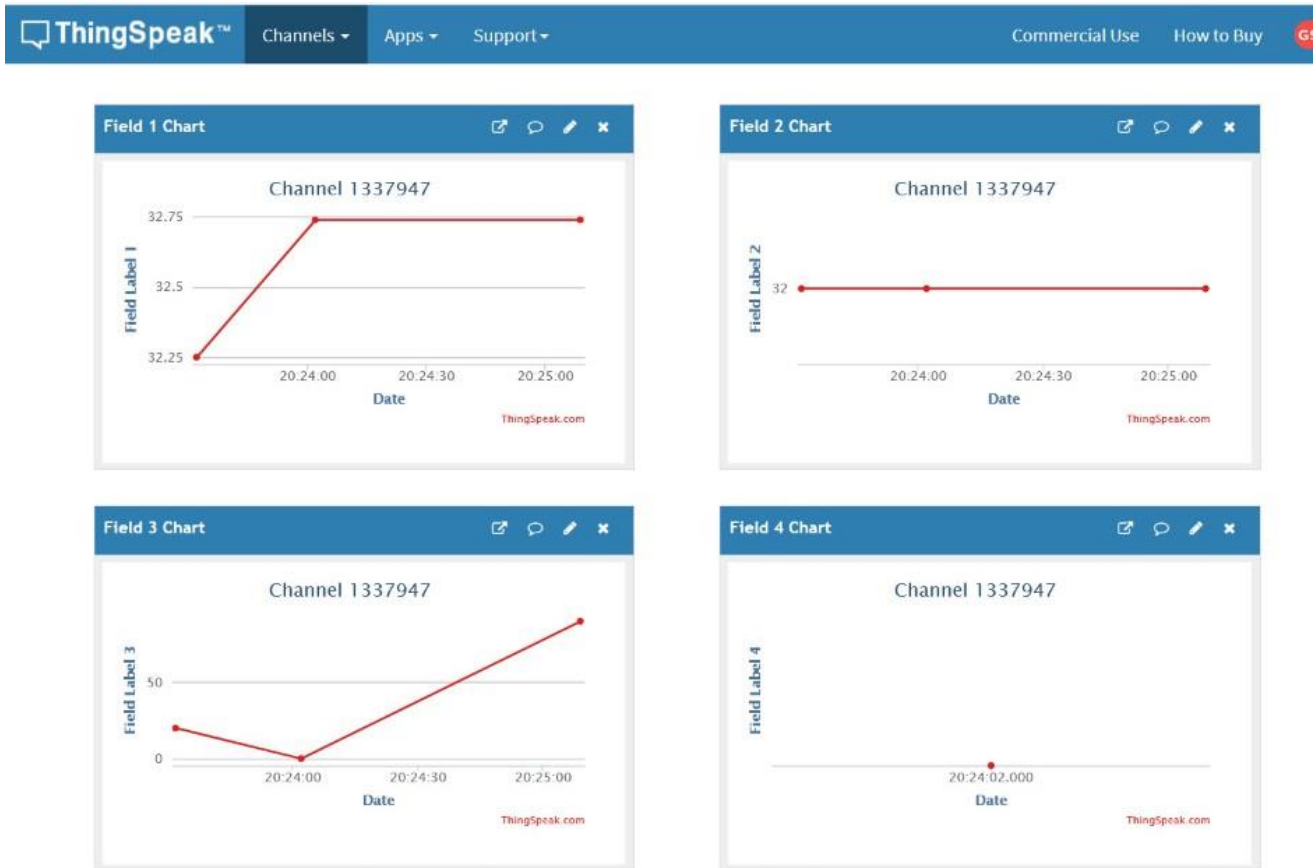 ThingSpeak™ Channels Apps Support Commercial Use How to Buy GS
Field 1 Chart
Channel 1337947
Field Label 1
32.75
32.5
32.25
20:24:00 20:24:30 20:25:00
Date
ThingSpeak.com
Field 2 Chart
Channel 1337947
Field Label 2
32
20:24:00 20:24:30 20:25:00
Date
ThingSpeak.com
Field 3 Chart
Channel 1337947
Field Label 3
50
0
20:24:00 20:24:30 20:25:00
Date
ThingSpeak.com
Field 4 Chart
Channel 1337947
Field Label 4
20:24:02.000
Date
ThingSpeak.com